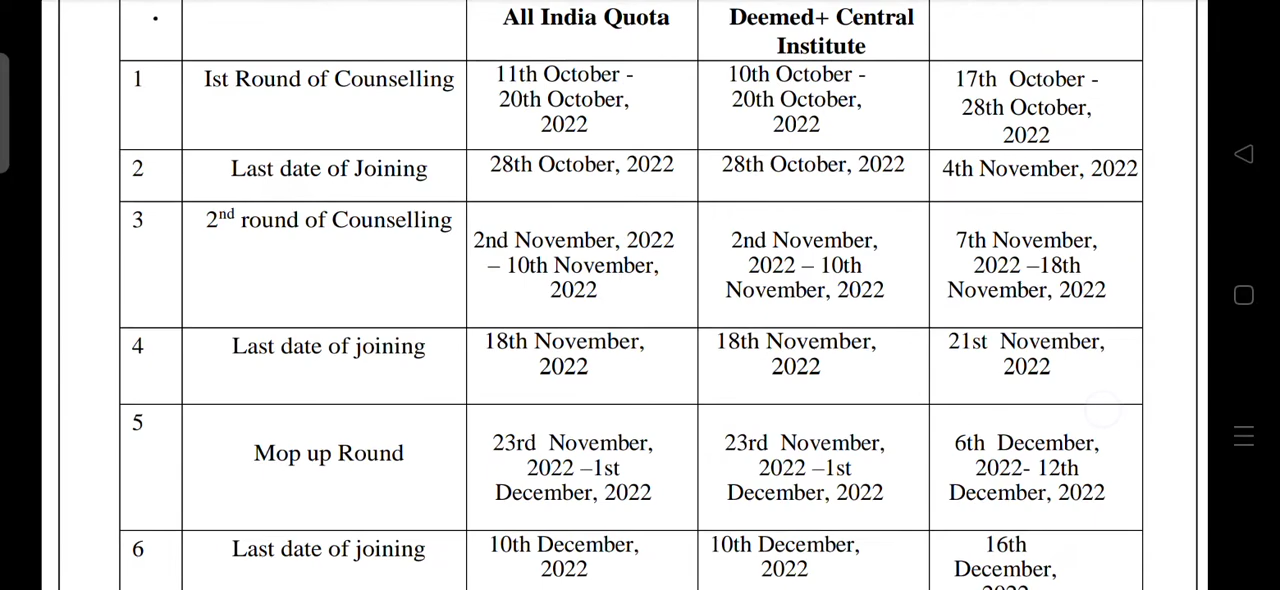 .
All India Quota
Deemed+ Central
Institute
1
Ist Round of Counselling
11th October -
20th October,
2022
10th October -
20th October,
2022
17th October -
28th October,
2022
2
Last date of Joining
28th October, 2022
28th October, 2022
4th November, 2022
3
2nd round of Counselling
2nd November, 2022
– 10th November,
2022
2nd November,
2022 – 10th
November, 2022
7th November,
2022 –18th
November, 2022
4
Last date of joining
18th November,
2022
18th November,
2022
21st November,
2022
5
Mop up Round
23rd November,
2022 –1st
December, 2022
23rd November,
2022 –1st
December, 2022
6th December,
2022- 12th
December, 2022
6
Last date of joining
10th December,
2022
10th December,
2022
16th
December,